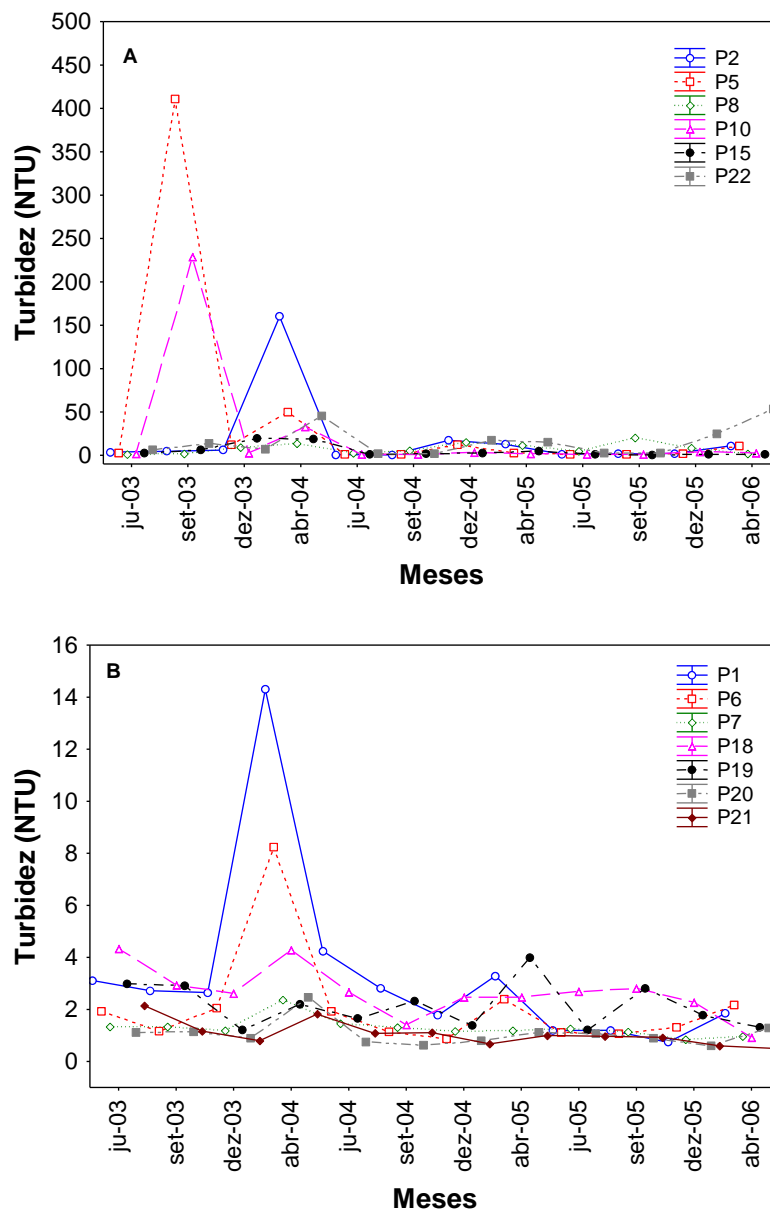 500
450
400
350
300
250
200
150
100
50
0
Turbidez (NTU)
A
P2
P5
P8
P10
P15
P22
ju-03
set-03
dez-03
abr-04
ju-04
set-04
dez-04
abr-05
ju-05
set-05
dez-05
abr-06
Meses
16
14
12
10
8
6
4
2
0
Turbidez (NTU)
B
P1
P6
P7
P18
P19
P20
P21
ju-03
set-03
dez-03
abr-04
ju-04
set-04
dez-04
abr-05
ju-05
set-05
dez-05
abr-06
Meses